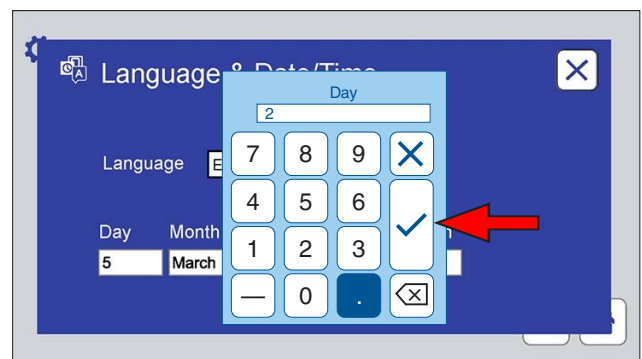 Language & Date/Time
Day
2
7 8 9
Language E
4 5 6
Day Month
1 2 3
5 March
— 0 .